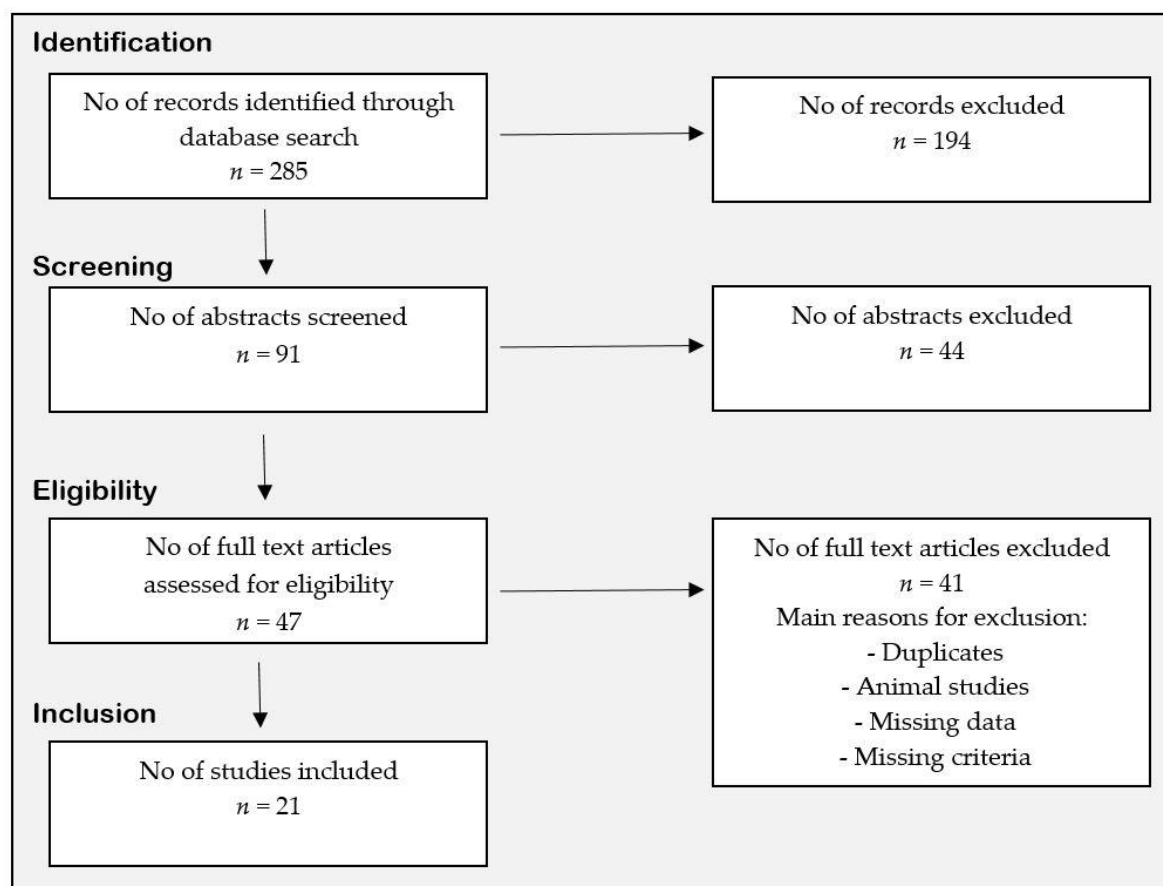 Identification
No of records identified through
database search
n = 285
No of records excluded
n = 194
Screening
No of abstracts screened
n = 91
No of abstracts excluded
n = 44
Eligibility
No of full text articles
assessed for eligibility
n = 47
No of full text articles excluded
n = 41
Main reasons for exclusion:
- Duplicates
- Animal studies
- Missing data
- Missing criteria
Inclusion
No of studies included
n = 21